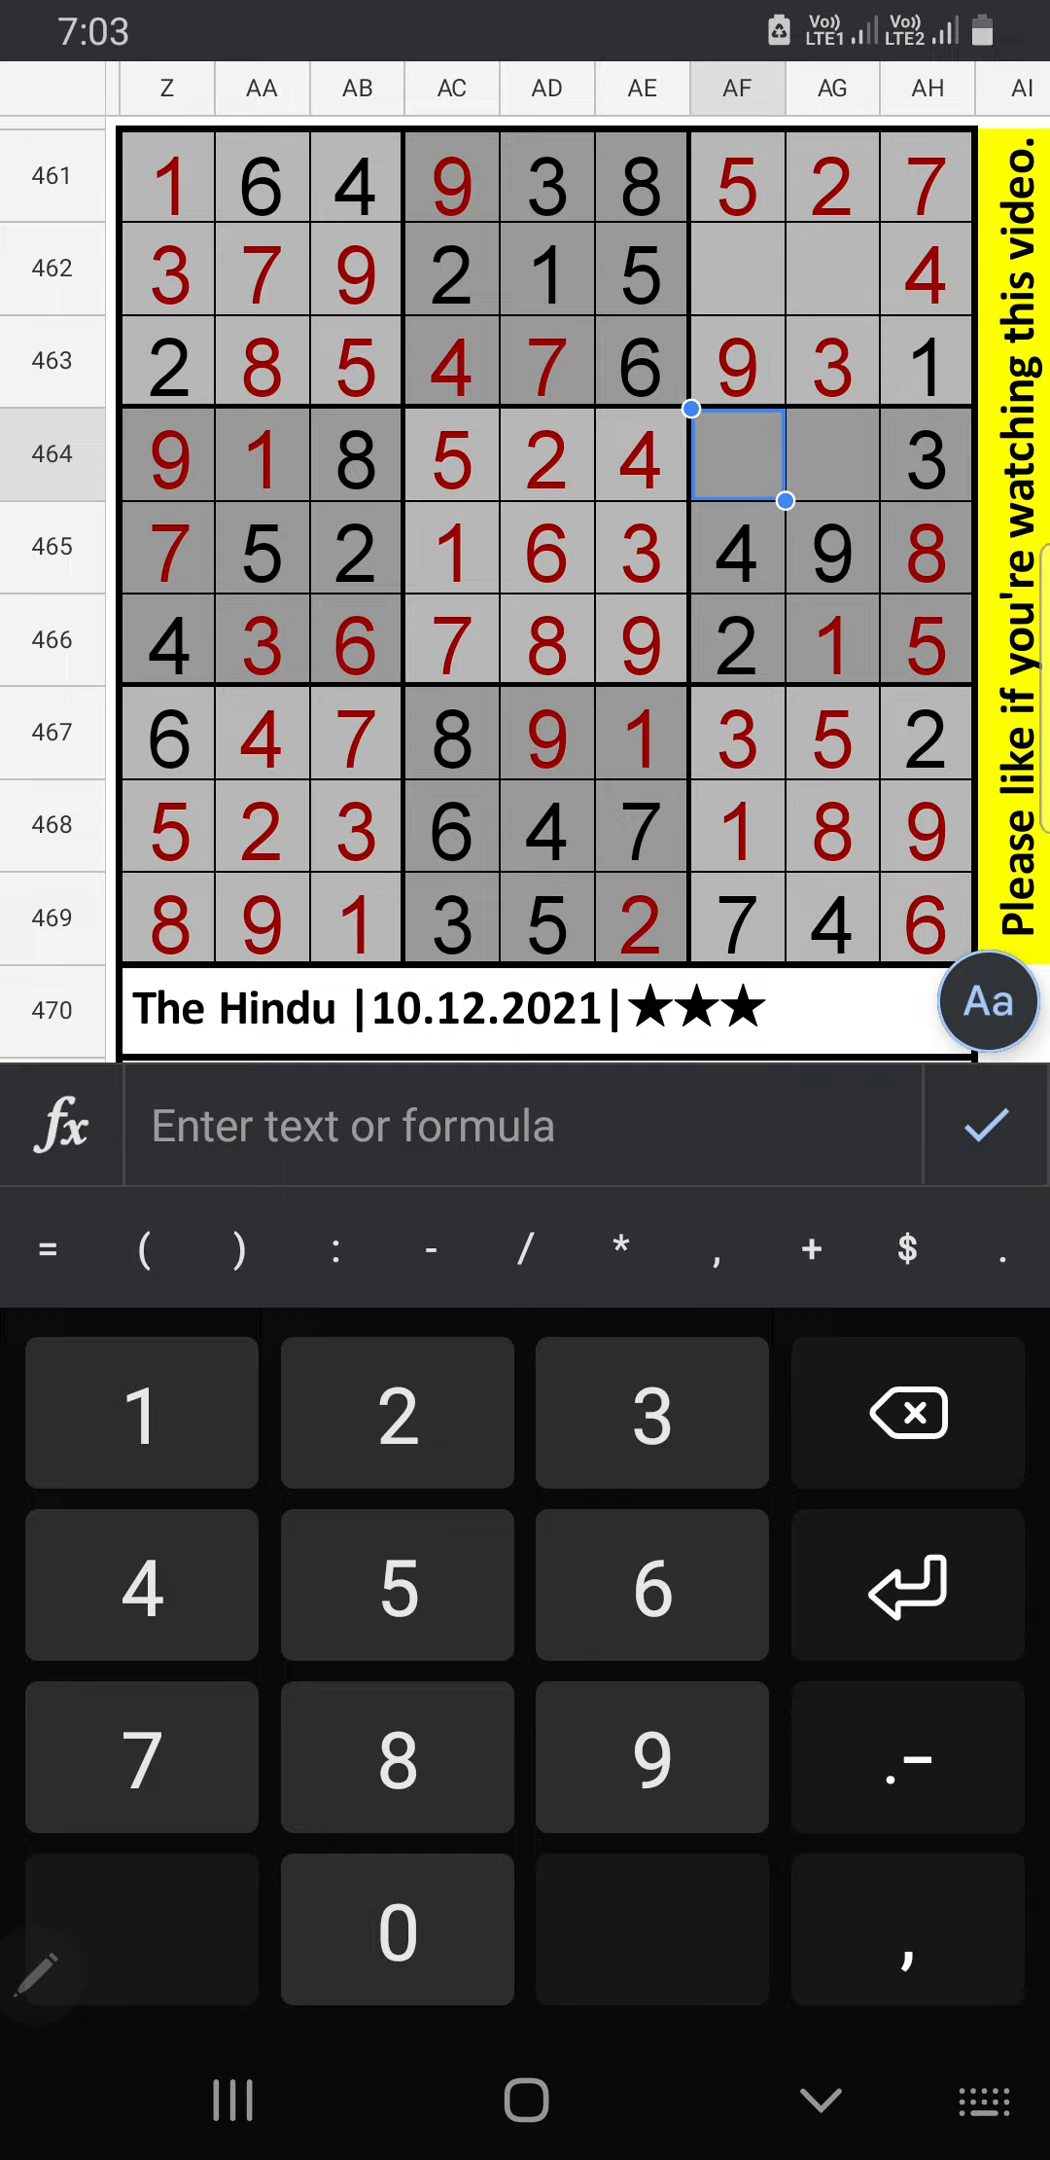 7:03 Vo)) LTE1 Vo)) LTE2
Z AA AB AC AD AE AF AG AH AI
461 1 6 4 9 3 8 5 2 7
462 3 7 9 2 1 5 4
463 2 8 5 4 7 6 9 3 1
464 9 1 8 5 2 4 3
465 7 5 2 1 6 3 4 9 8
466 4 3 6 7 8 9 2 1 5
467 6 4 7 8 9 1 3 5 2
468 5 2 3 6 4 7 1 8 9
469 8 9 1 3 5 2 7 4 6
Please like if you're watching this video.
470 The Hindu |10.12.2021|★★★
Aa
fx Enter text or formula
= ( ) : - / * , + $ .
1 2 3
4 5 6
7 8 9 .-
0 ,